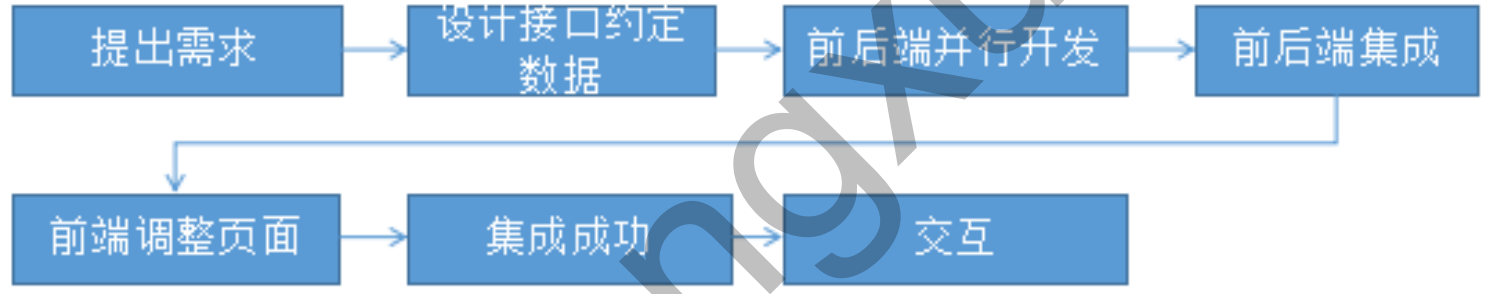 提出需求
设计接口约定
数据
前后端并行开发
前后端集成
前端调整页面
集成成功
交互